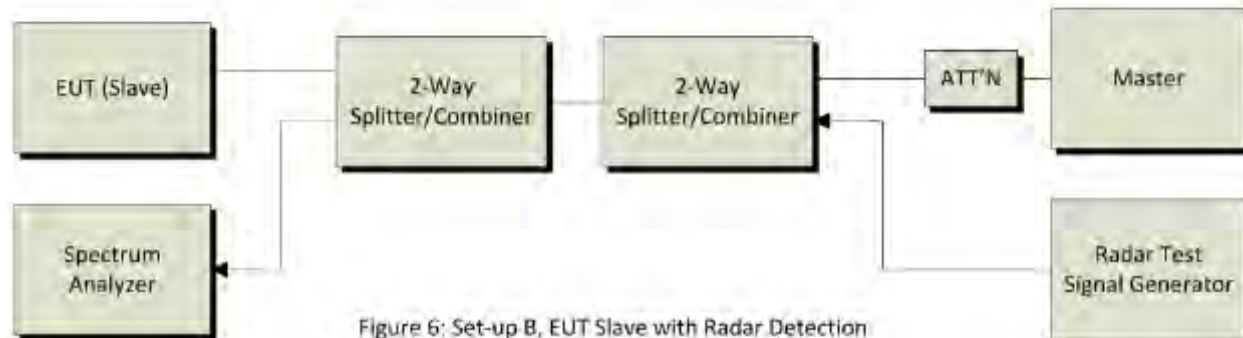 EUT (Slave)
2-Way
Splitter/Combiner
2-Way
Splitter/Combiner
ATT'N
Master
Spectrum
Analyzer
Radar Test
Signal Generator
Figure 6: Set-up B, EUT Slave with Radar Detection